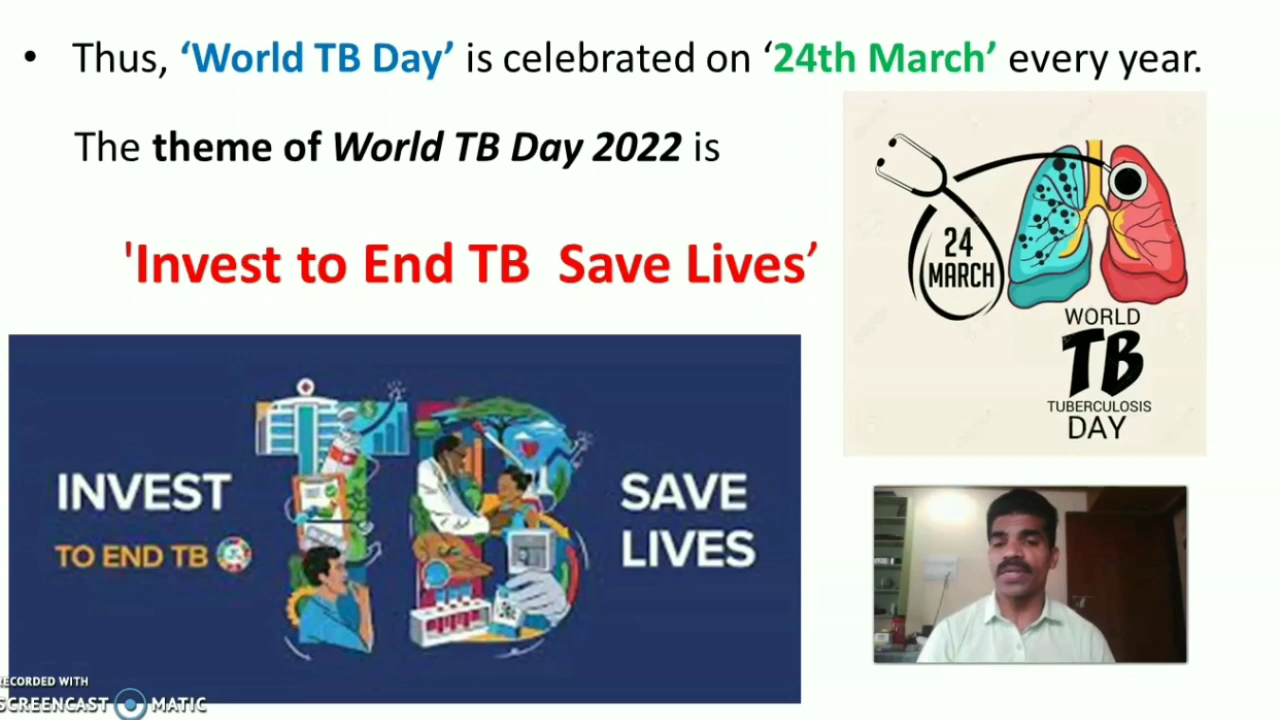 • Thus, ‘World TB Day’ is celebrated on ‘24th March’ every year.
The theme of World TB Day 2022 is
'Invest to End TB  Save Lives’
24
MARCH
WORLD
TB
TUBERCULOSIS
DAY
INVEST
TO END TB
SAVE
LIVES
RECORDED WITH
SCREENCAST MATIC